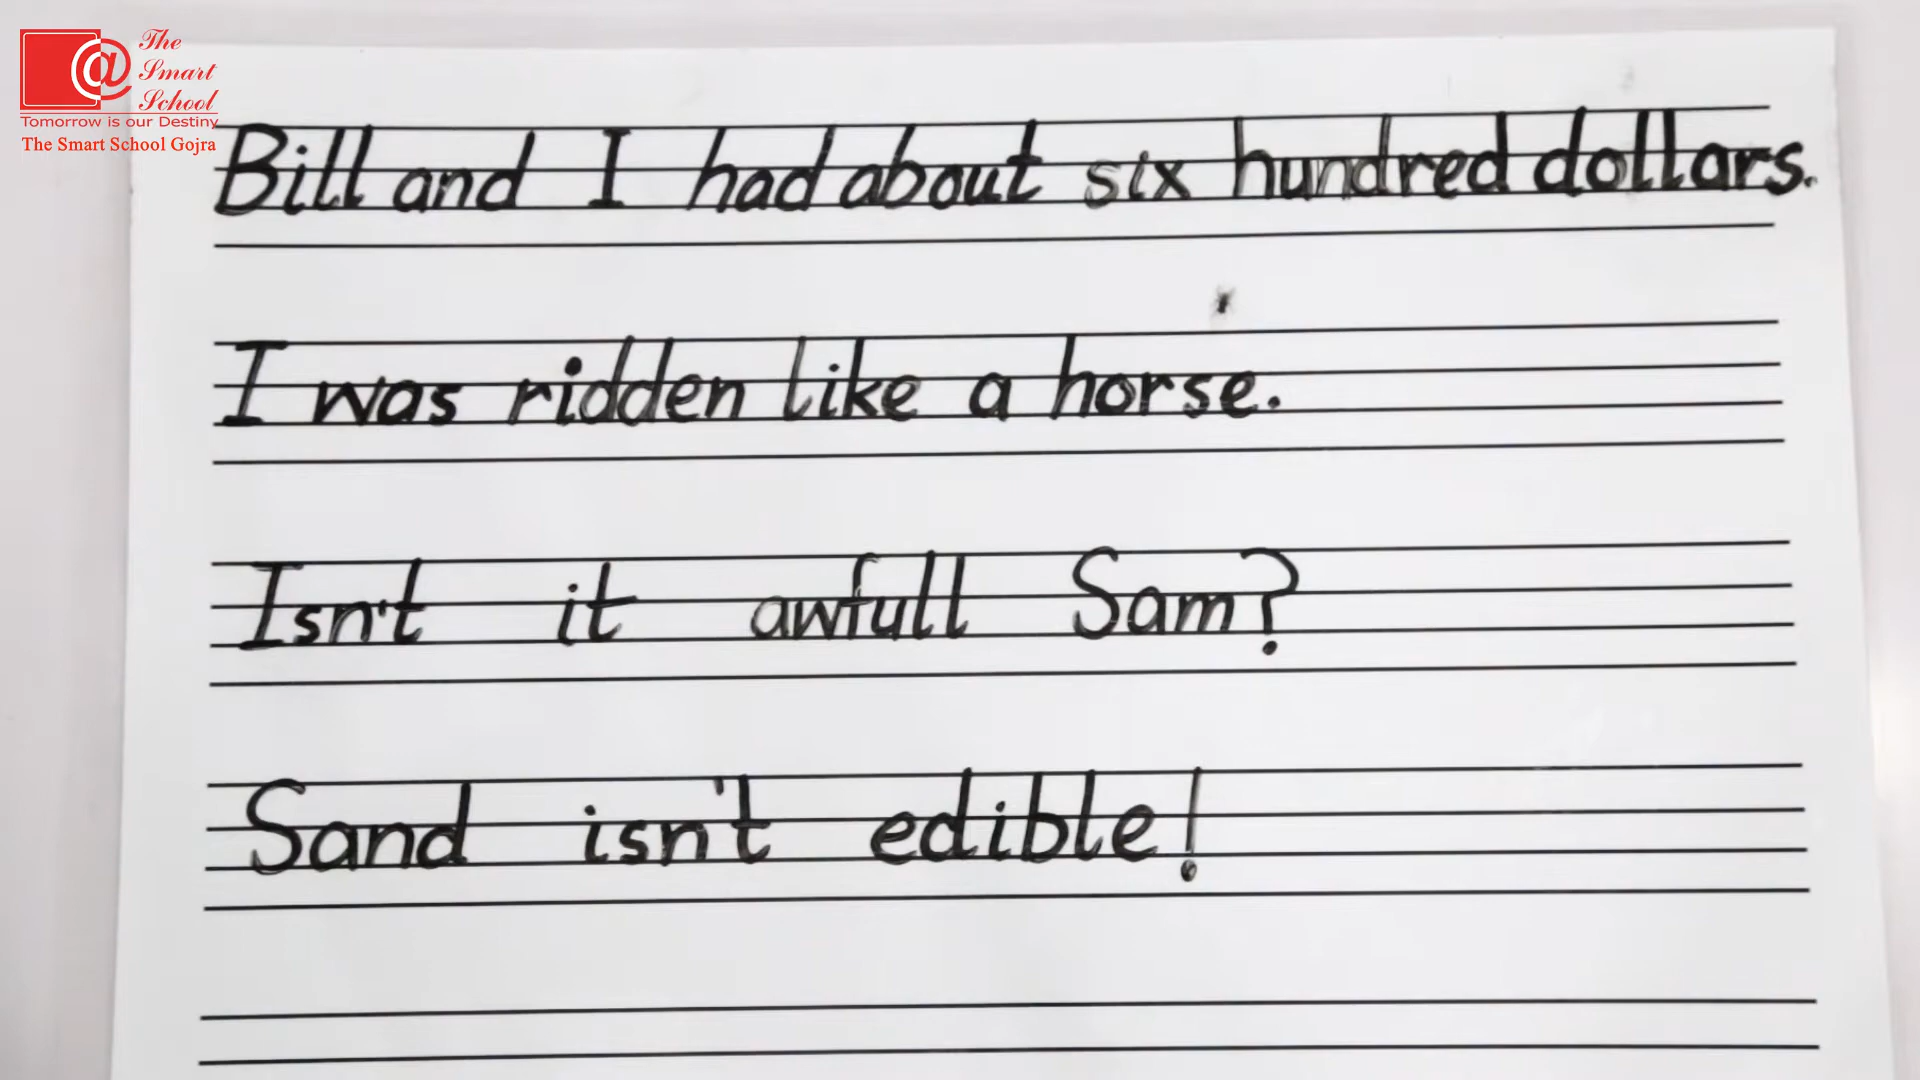 The
Smart
School
Tomorrow is our Destiny
The Smart School Gojra
Bill and I had about six hundred dollars.
I was ridden like a horse.
Isn't it awfull Sam?
Sand isn't edible!